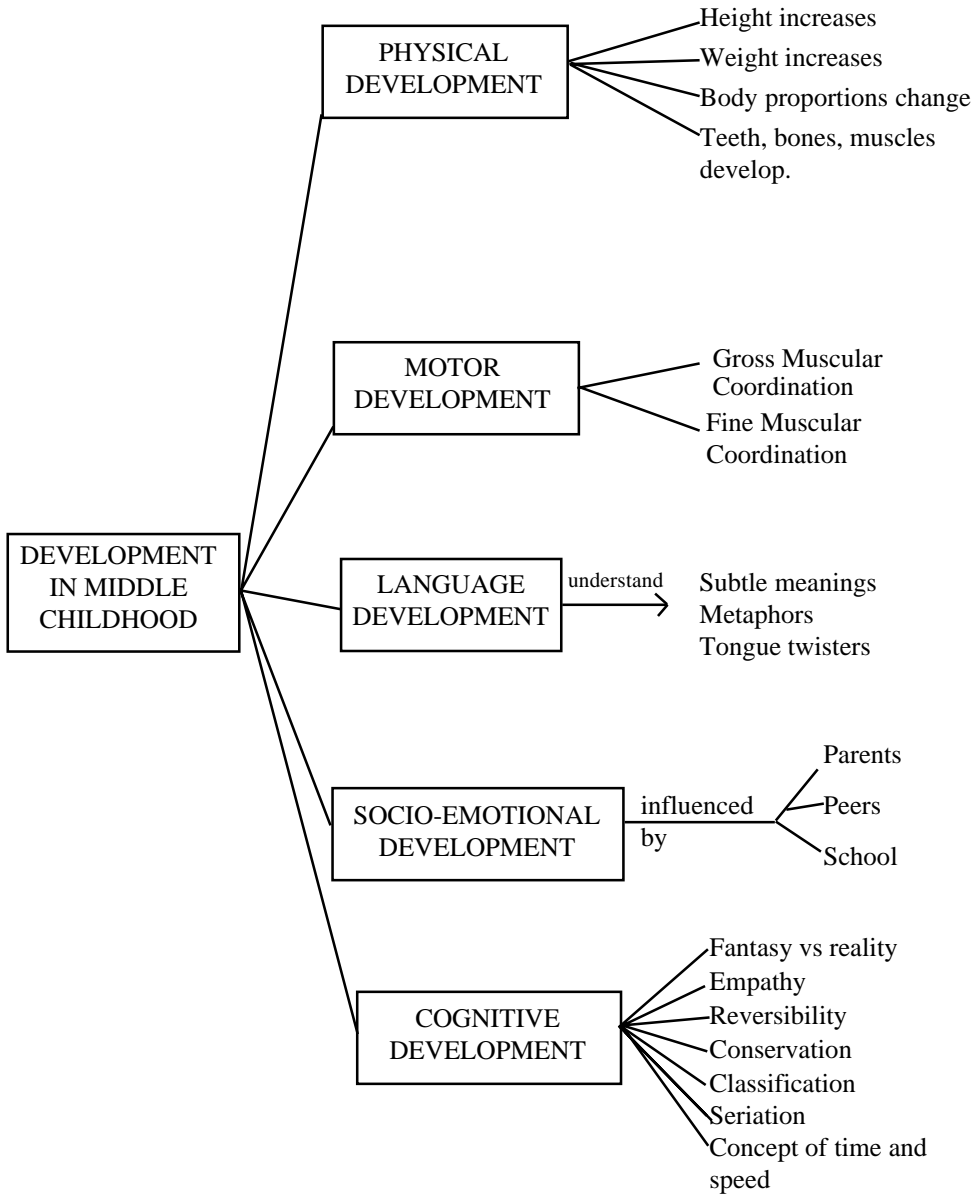 PHYSICAL
DEVELOPMENT
Height increases
Weight increases
Body proportions change
Teeth, bones, muscles
develop.
MOTOR
DEVELOPMENT
Gross Muscular
Coordination
Fine Muscular
Coordination
DEVELOPMENT
IN MIDDLE
CHILDHOOD
LANGUAGE
DEVELOPMENT
understand
Subtle meanings
Metaphors
Tongue twisters
SOCIO-EMOTIONAL
DEVELOPMENT
influenced
by
Parents
Peers
School
COGNITIVE
DEVELOPMENT
Fantasy vs reality
Empathy
Reversibility
Conservation
Classification
Seriation
Concept of time and
speed